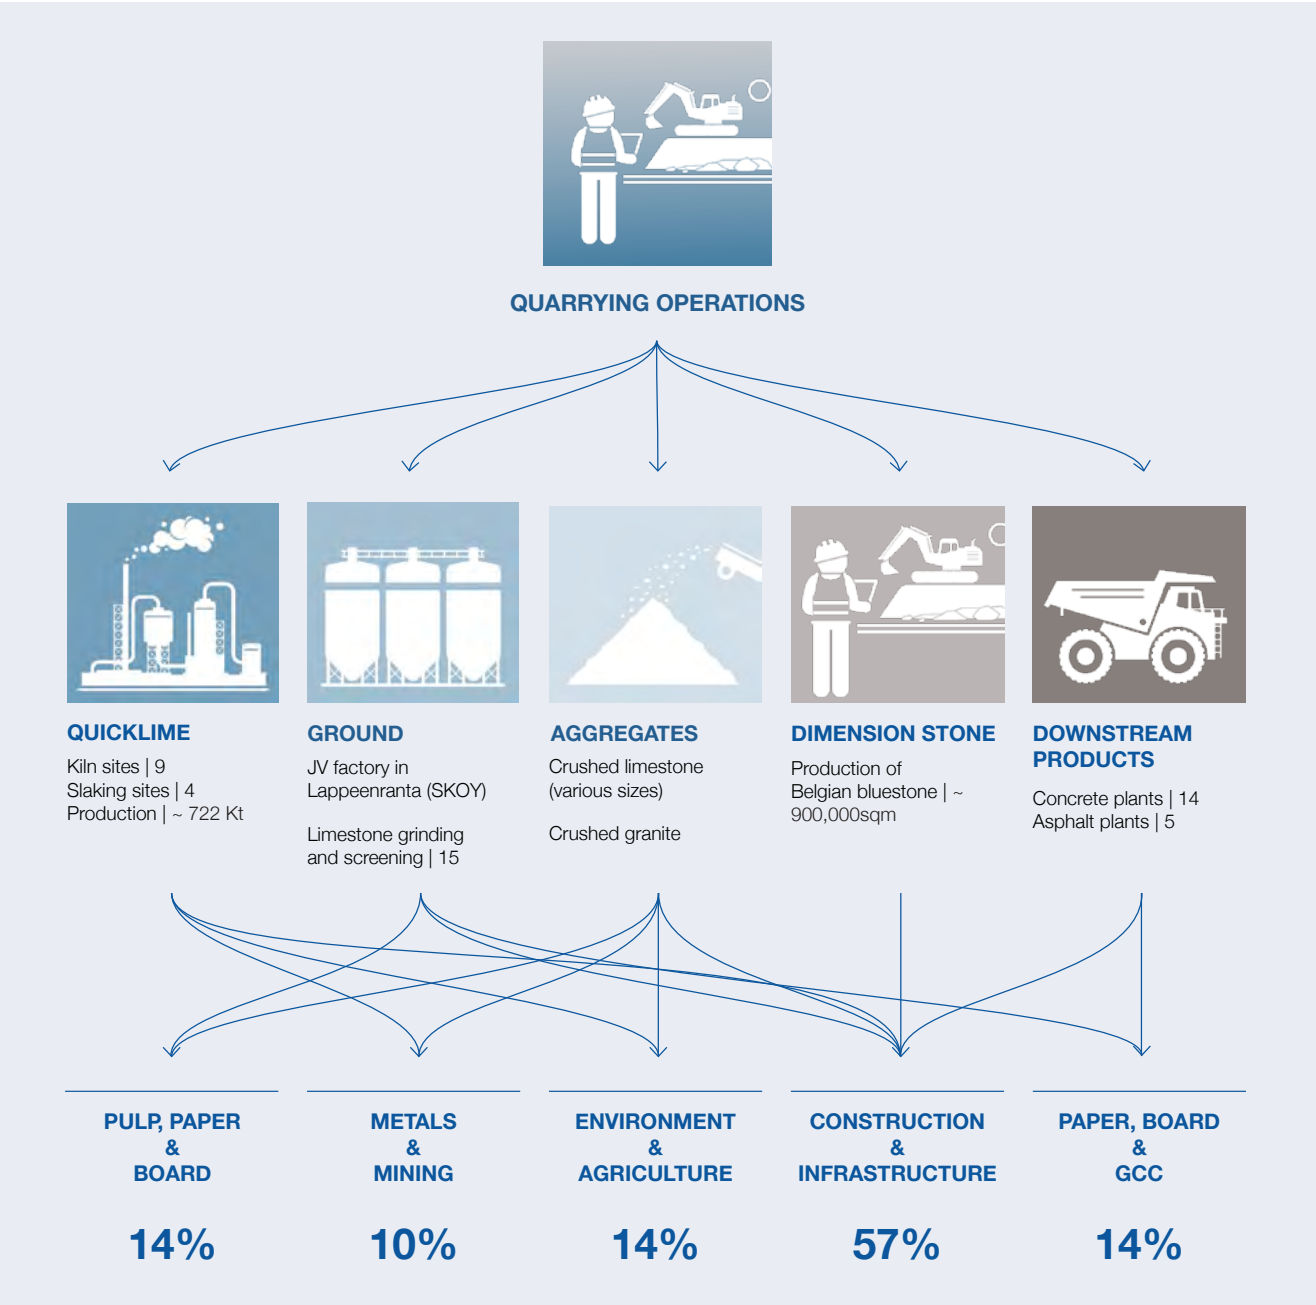 QUARRYING OPERATIONS
QUICKLIME
Kiln sites | 9
Slaking sites | 4
Production | ~ 722 Kt
GROUND
JV factory in
Lappeenranta (SKOY)
Limestone grinding
and screening | 15
AGGREGATES
Crushed limestone
(various sizes)
Crushed granite
DIMENSION STONE
Production of
Belgian bluestone | ~
900,000sqm
DOWNSTREAM
PRODUCTS
Concrete plants | 14
Asphalt plants | 5
PULP, PAPER
&
BOARD
14%
METALS
&
MINING
10%
ENVIRONMENT
&
AGRICULTURE
14%
CONSTRUCTION
&
INFRASTRUCTURE
57%
PAPER, BOARD
&
GCC
14%